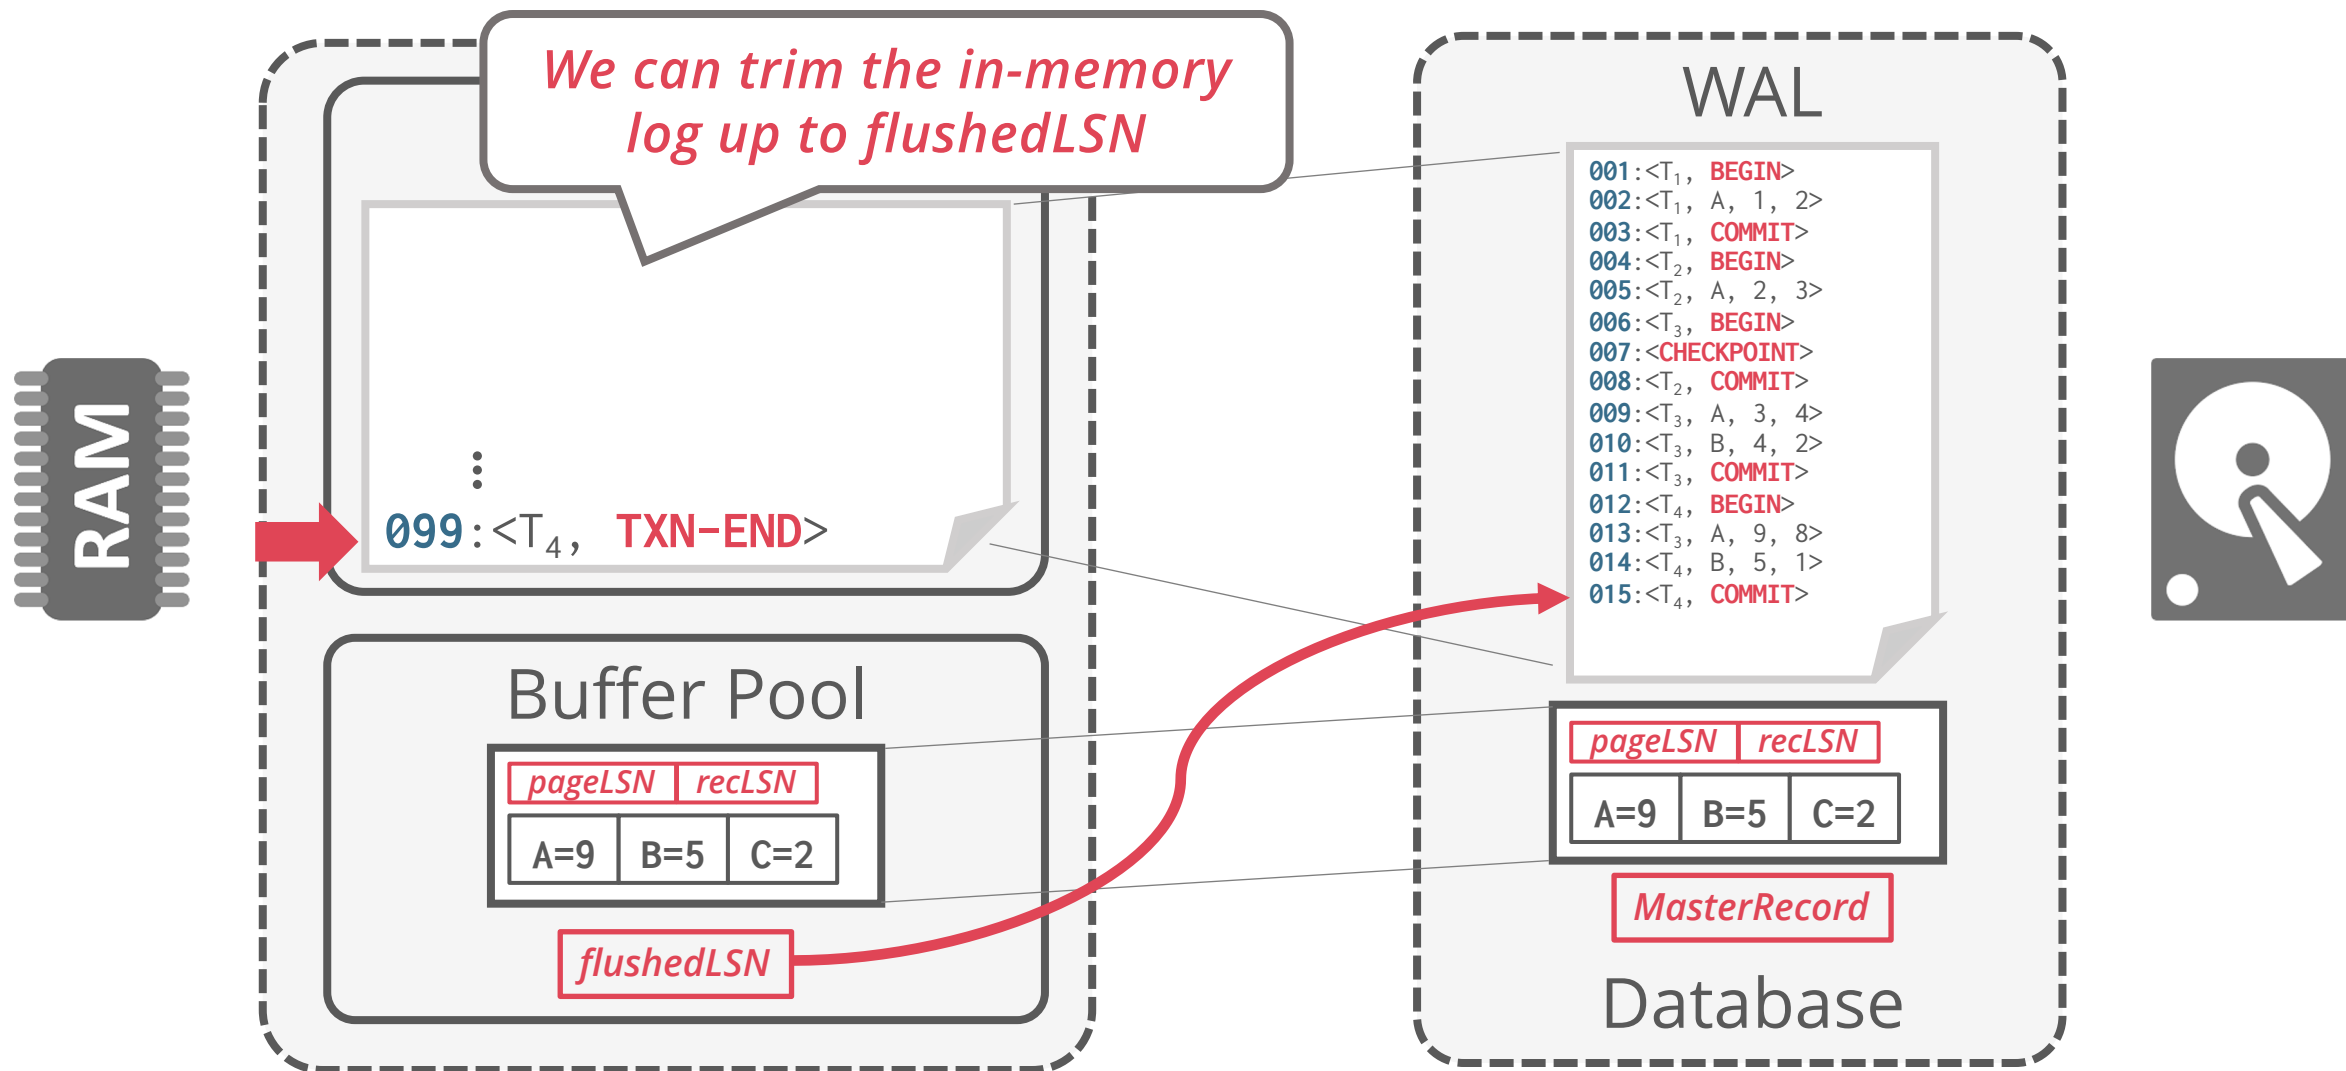 We can trim the in-memory
log up to flushedLSN
RAM
⋮
099:<T4, TXN-END>
Buffer Pool
pageLSN recLSN
A=9 B=5 C=2
flushedLSN
WAL
001:<T1, BEGIN>
002:<T1, A, 1, 2>
003:<T1, COMMIT>
004:<T2, BEGIN>
005:<T2, A, 2, 3>
006:<T3, BEGIN>
007:<CHECKPOINT>
008:<T2, COMMIT>
009:<T3, A, 3, 4>
010:<T3, B, 4, 2>
011:<T3, COMMIT>
012:<T4, BEGIN>
013:<T3, A, 9, 8>
014:<T4, B, 5, 1>
015:<T4, COMMIT>
pageLSN recLSN
A=9 B=5 C=2
MasterRecord
Database